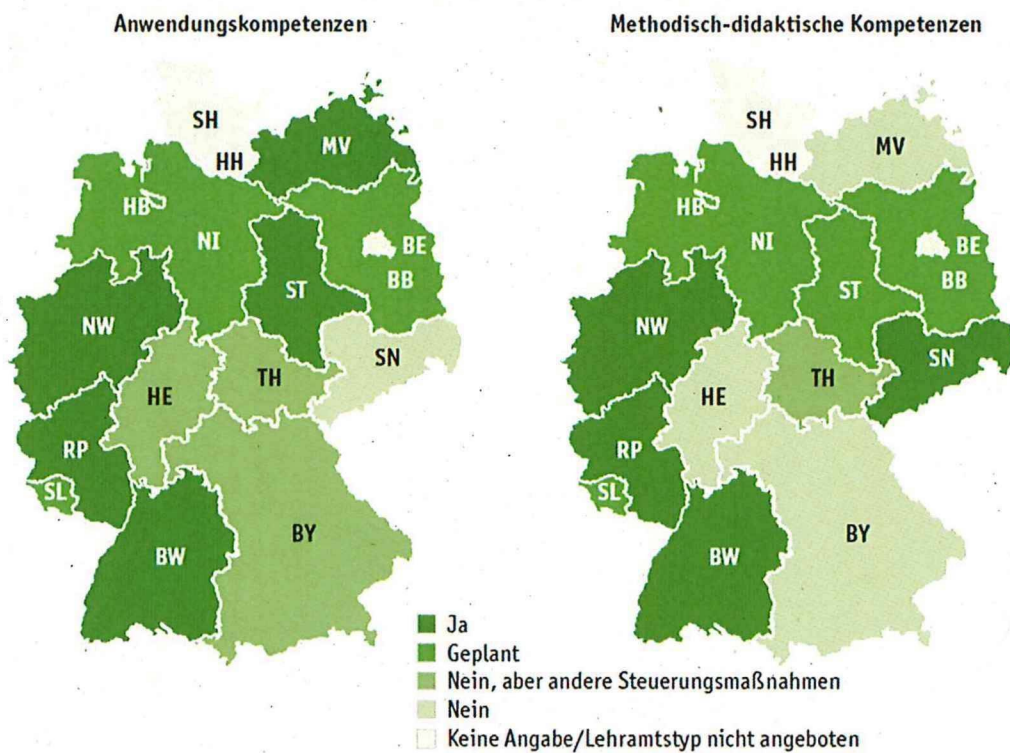 Anwendungskompetenzen
SH
HH
MV
HB
NI
BE
BB
ST
NW
SN
TH
HE
RP
SL
BY
BW
Methodisch-didaktische Kompetenzen
SH
HH
MV
HB
NI
BE
BB
ST
NW
SN
TH
HE
RP
SL
BY
BW
Ja
Geplant
Nein, aber andere Steuerungsmaßnahmen
Nein
Keine Angabe/Lehramtstyp nicht angeboten